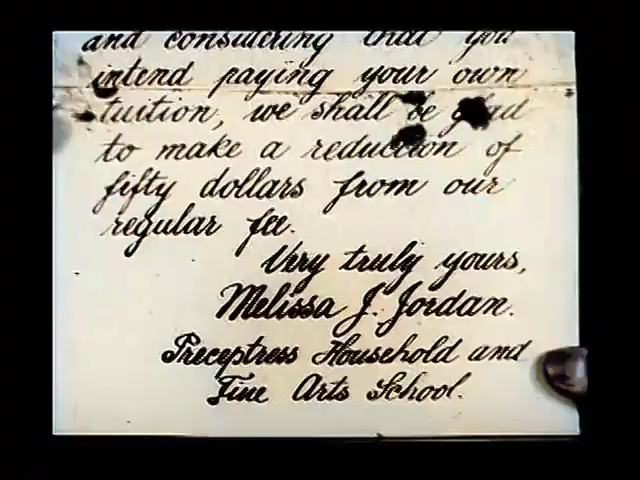 and considering that you
intend paying your own
tuition, we shall be glad
to make a reduction of
fifty dollars from our
regular fee.
Very truly yours,
Melissa J. Jordan.
Preceptress Household and
Fine Arts School.